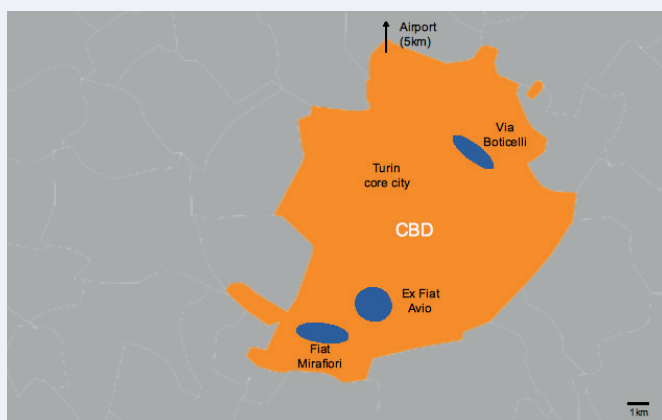 Airport
(5km)
Via
Boticelli
Turin
core city
CBD
Ex Fiat
Avio
Fiat
Mirafiori
1km